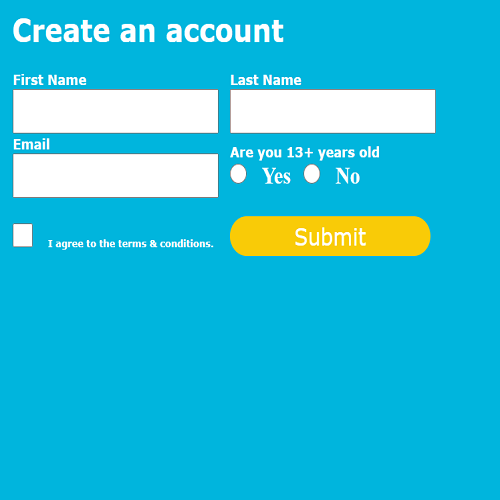 Create an account
First Name
Last Name
Email
Are you 13+ years old
Yes No
I agree to the terms & conditions.
Submit